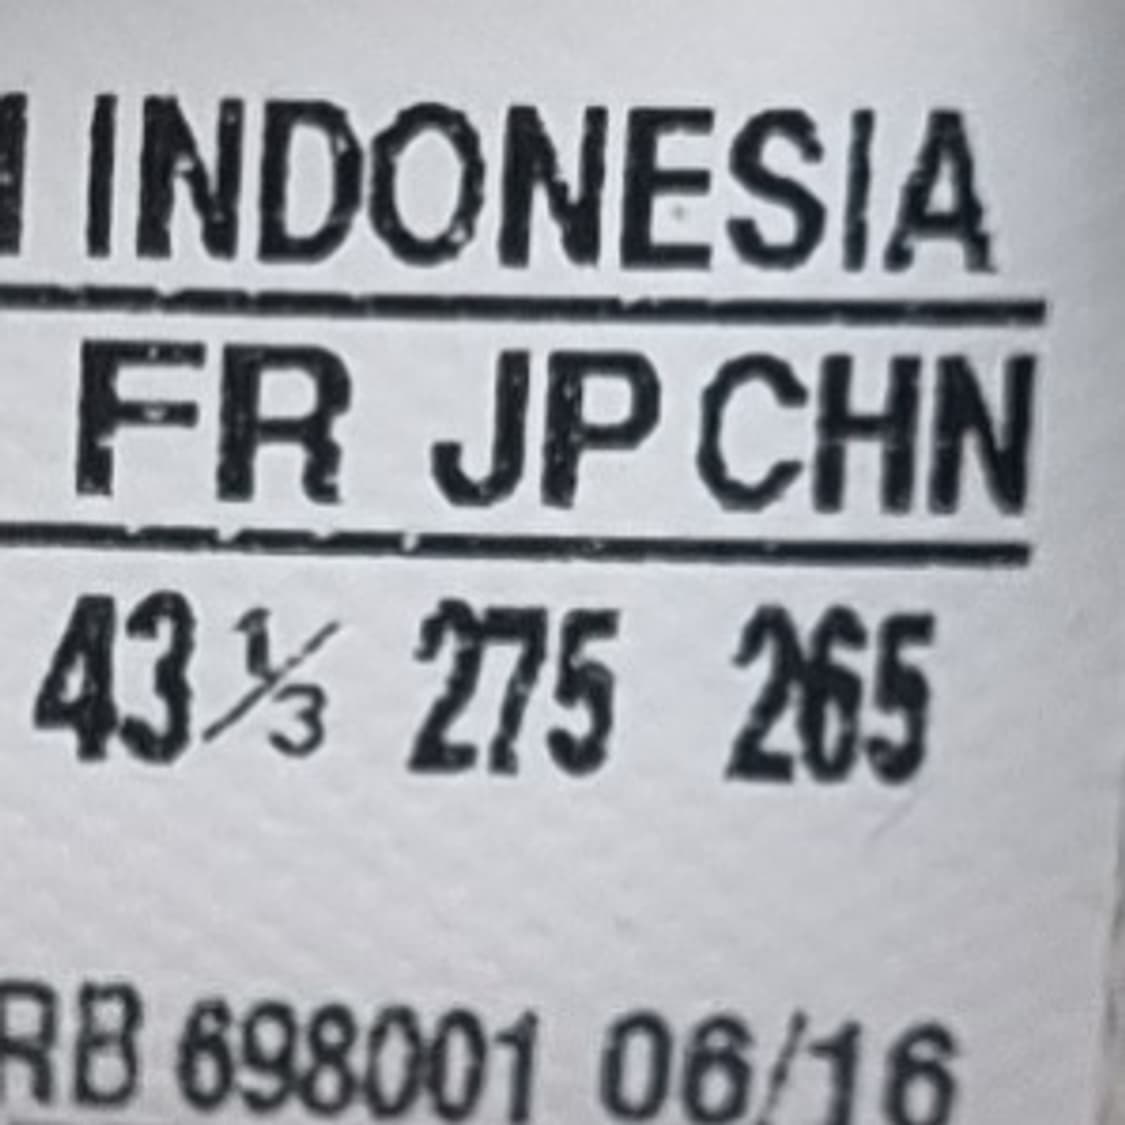 INDONESIA
FR JP CHN
43⅓ 275 265
RB 698001 06/16